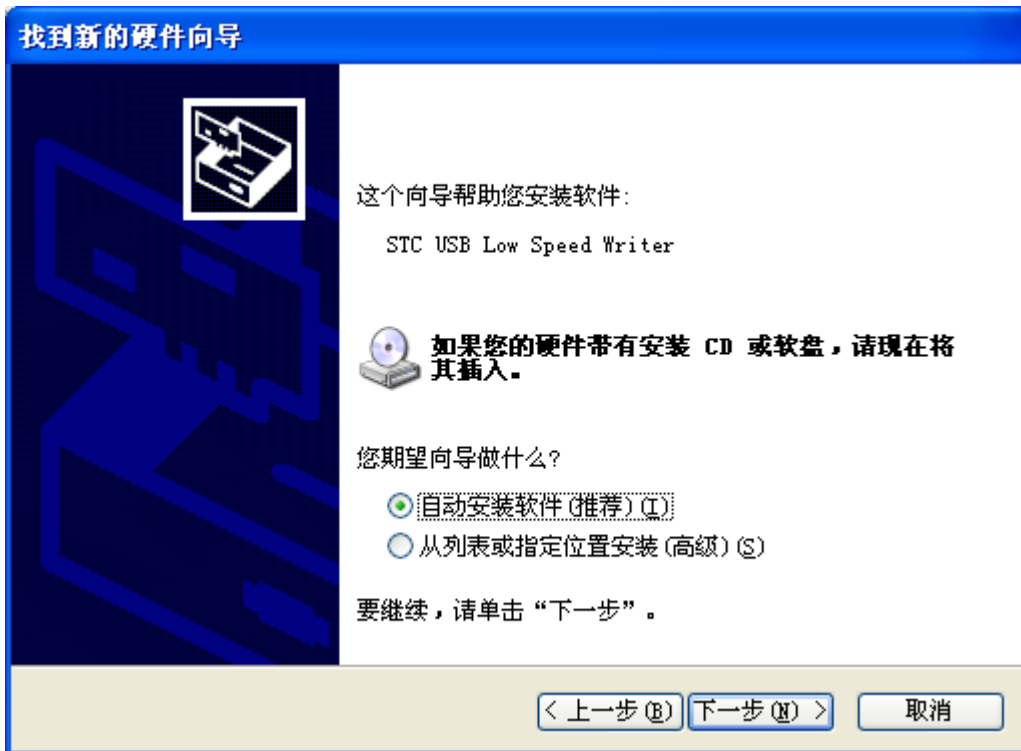 找到新的硬件向导
这个向导帮助您安装软件:
STC USB Low Speed Writer
如果您的硬件带有安装 CD 或软盘，请现在将
其插入。
您期望向导做什么?
自动安装软件(推荐)(I)
从列表或指定位置安装(高级)(S)
要继续，请单击“下一步”。
< 上一步(B) 下一步(N) > 取消